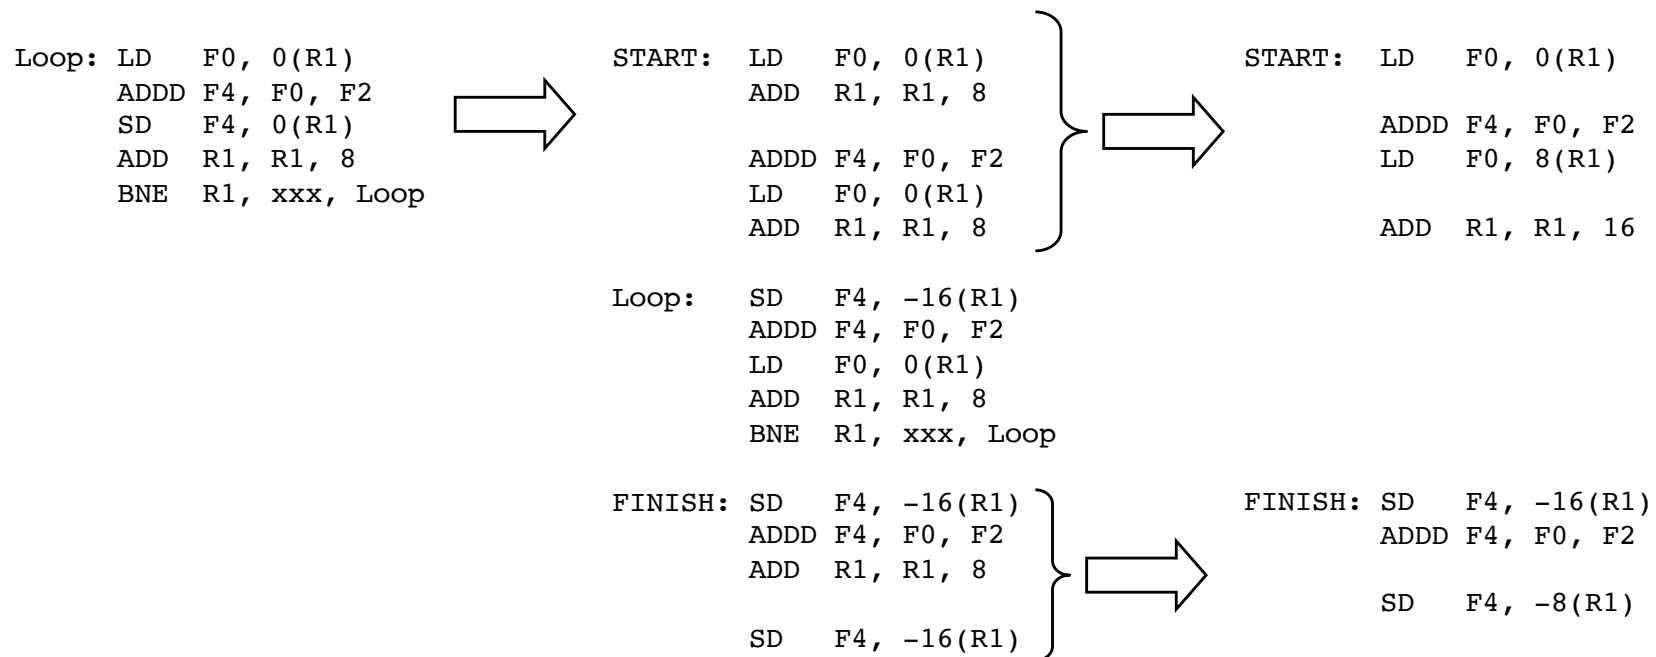 Loop: LD F0, 0(R1)
ADDD F4, F0, F2
SD F4, 0(R1)
ADD R1, R1, 8
BNE R1, xxx, Loop
START: LD F0, 0(R1)
ADD R1, R1, 8
ADDD F4, F0, F2
LD F0, 0(R1)
ADD R1, R1, 8
Loop: SD F4, -16(R1)
ADDD F4, F0, F2
LD F0, 0(R1)
ADD R1, R1, 8
BNE R1, xxx, Loop
FINISH: SD F4, -16(R1)
ADDD F4, F0, F2
ADD R1, R1, 8
SD F4, -16(R1)
START: LD F0, 0(R1)
ADDD F4, F0, F2
LD F0, 8(R1)
ADD R1, R1, 16
FINISH: SD F4, -16(R1)
ADDD F4, F0, F2
SD F4, -8(R1)